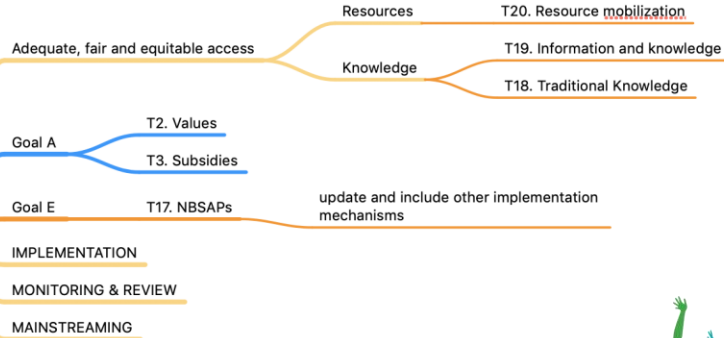 Resources
T20. Resource mobilization
Adequate, fair and equitable access
T19. Information and knowledge
Knowledge
T18. Traditional Knowledge
T2. Values
Goal A
T3. Subsidies
update and include other implementation
mechanisms
Goal E
T17. NBSAPs
IMPLEMENTATION
MONITORING & REVIEW
MAINSTREAMING